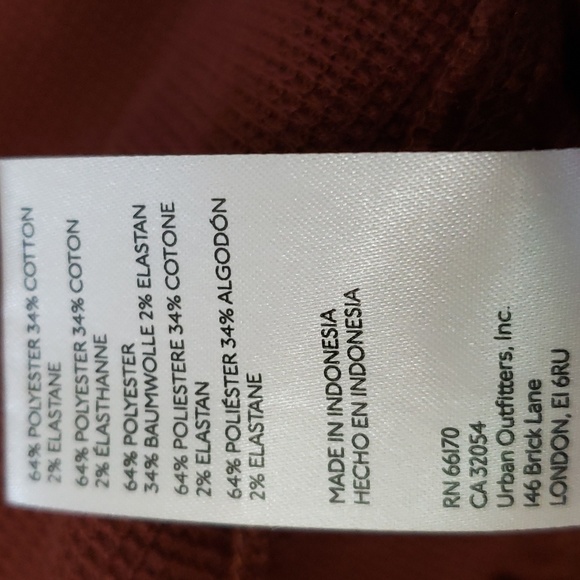 64% POLYESTER 34% COTTON
2% ELASTANE
64% POLYESTER 34% COTON
2% ÉLASTHANNE
64% POLYESTER
34% BAUMWOLLE 2% ELASTAN
64% POLIESTERE 34% COTONE
2% ELASTAN
64% POLIÉSTER 34% ALGODÓN
2% ELASTANE
MADE IN INDONESIA
HECHO EN INDONESIA
RN 66170
CA 32054
Urban Outfitters, Inc.
146 Brick Lane
LONDON, E1 6RU